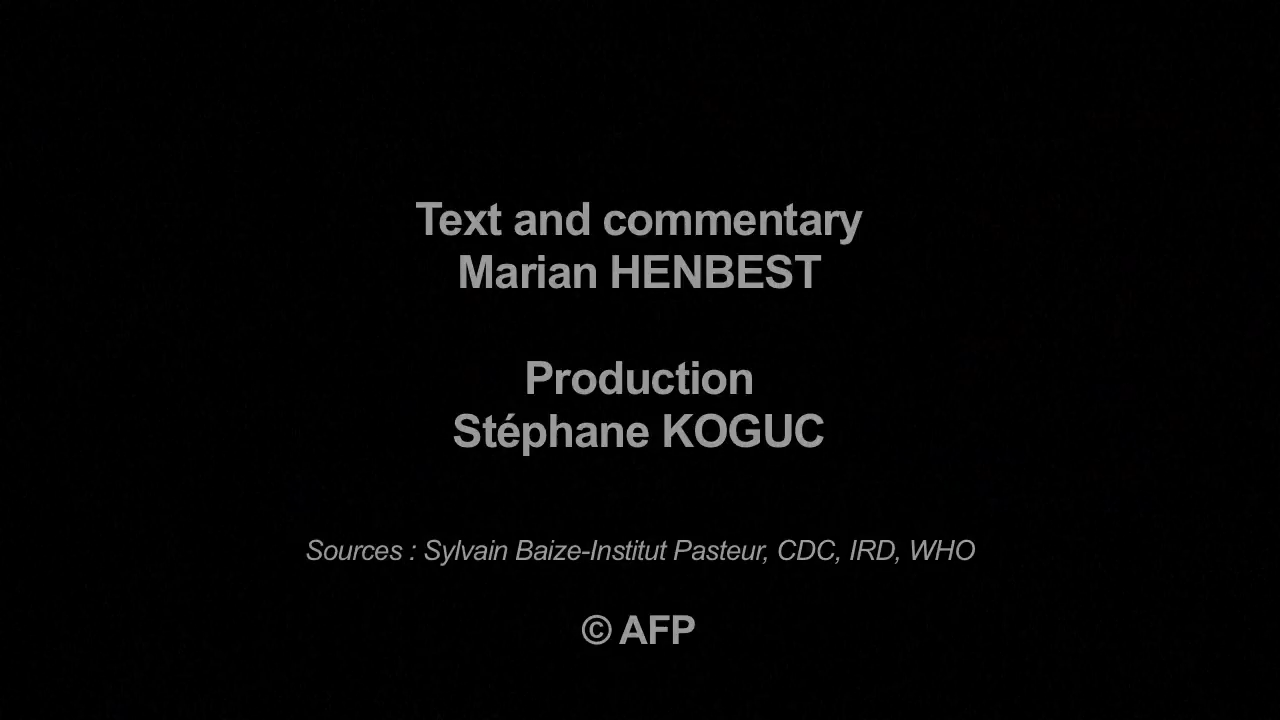 Text and commentary
Marian HENBEST
Production
Stéphane KOGUC
Sources : Sylvain Baize-Institut Pasteur, CDC, IRD, WHO
© AFP